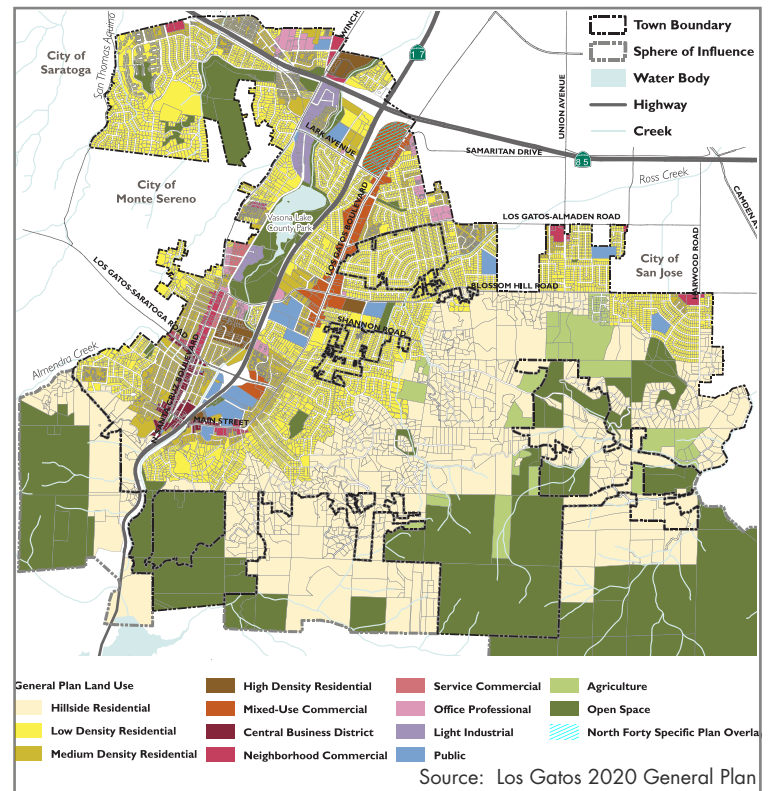 City of
Saratoga
San Thomas Aquino
WINCH
17
Town Boundary
Sphere of Influence
Water Body
Highway
Creek
UNION AVENUE
LARK AVENUE
SAMARITAN DRIVE
85
Ross Creek
CAMDEN A
City of
Monte Sereno
Vasona Lake
County Park
LOS GATOS BOULEVARD
LOS GATOS-ALMADEN ROAD
HARWOOD ROAD
City of
San Jose
LOS GATOS-SARATOGA ROAD
BLOSSOM HILL ROAD
SHANNON ROAD
Almendra Creek
N. SANTA CRUZ BOULEVARD
MAIN STREET
General Plan Land Use
Hillside Residential
Low Density Residential
Medium Density Residential
High Density Residential
Mixed-Use Commercial
Central Business District
Neighborhood Commercial
Service Commercial
Office Professional
Light Industrial
Public
Agriculture
Open Space
North Forty Specific Plan Overla
Source: Los Gatos 2020 General Plan